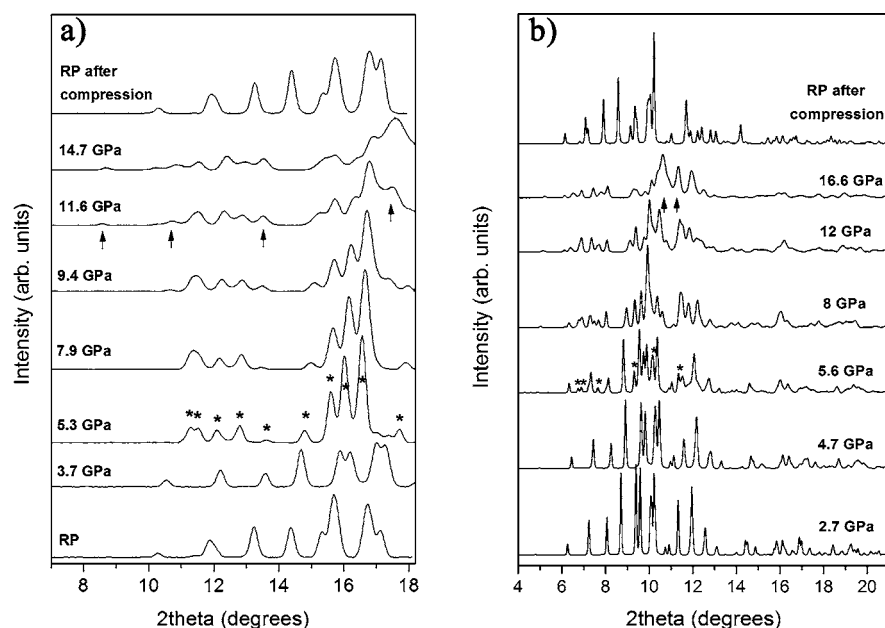 a)
RP after
compression
14.7 GPa
11.6 GPa
9.4 GPa
7.9 GPa
5.3 GPa
* * * * * * * * * *
3.7 GPa
RP
Intensity (arb. units)
8 10 12 14 16 18
2theta (degrees)
b)
RP after
compression
16.6 GPa
12 GPa
8 GPa
5.6 GPa
* * * * * *
4.7 GPa
2.7 GPa
Intensity (arb. units)
4 6 8 10 12 14 16 18 20
2theta (degrees)